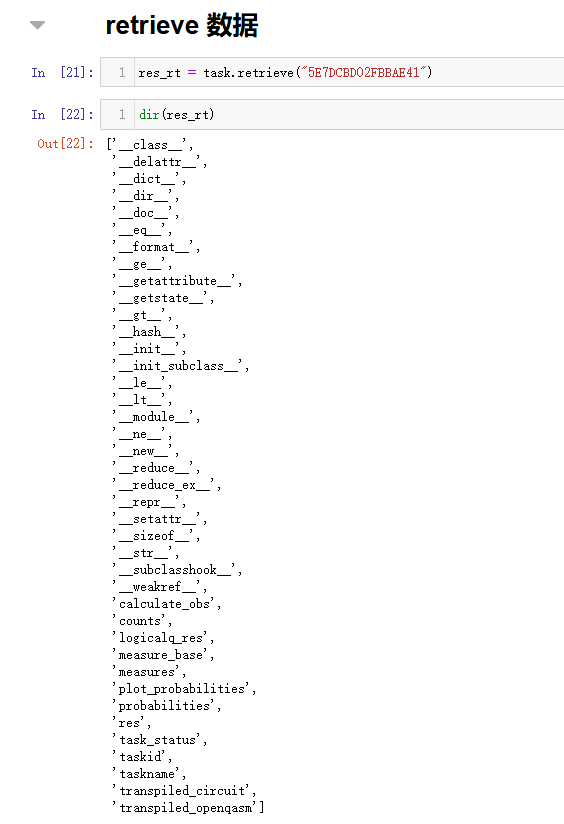 retrieve 数据
In [21]: 1 res_rt = task.retrieve("5E7DCBD02FBBAE41")
In [22]: 1 dir(res_rt)
Out[22]: ['__class__',
'__delattr__',
'__dict__',
'__dir__',
'__doc__',
'__eq__',
'__format__',
'__ge__',
'__getattribute__',
'__getstate__',
'__gt__',
'__hash__',
'__init__',
'__init_subclass__',
'__le__',
'__lt__',
'__module__',
'__ne__',
'__new__',
'__reduce__',
'__reduce_ex__',
'__repr__',
'__setattr__',
'__sizeof__',
'__str__',
'__subclasshook__',
'__weakref__',
'calculate_obs',
'counts',
'logicalq_res',
'measure_base',
'measures',
'plot_probabilities',
'probabilities',
'res',
'task_status',
'taskid',
'taskname',
'transpiled_circuit',
'transpiled_openqasm']